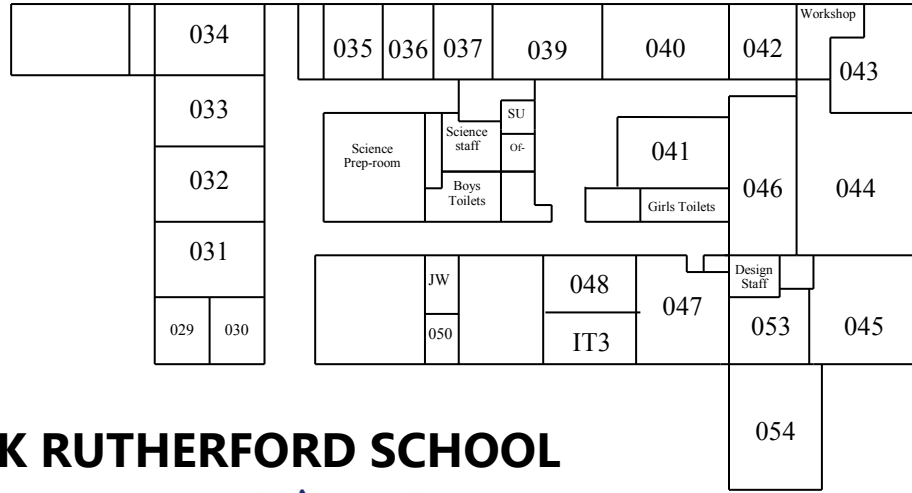 Workshop
034
035 036 037 039 040 042
043
033
SU
Science
staff
Of-
Science
Prep-room
041
032
Boys
Toilets
046
044
Girls Toilets
031
JW
048
Design
Staff
047
029
030
050
IT3
053
045
054
K RUTHERFORD SCHOOL